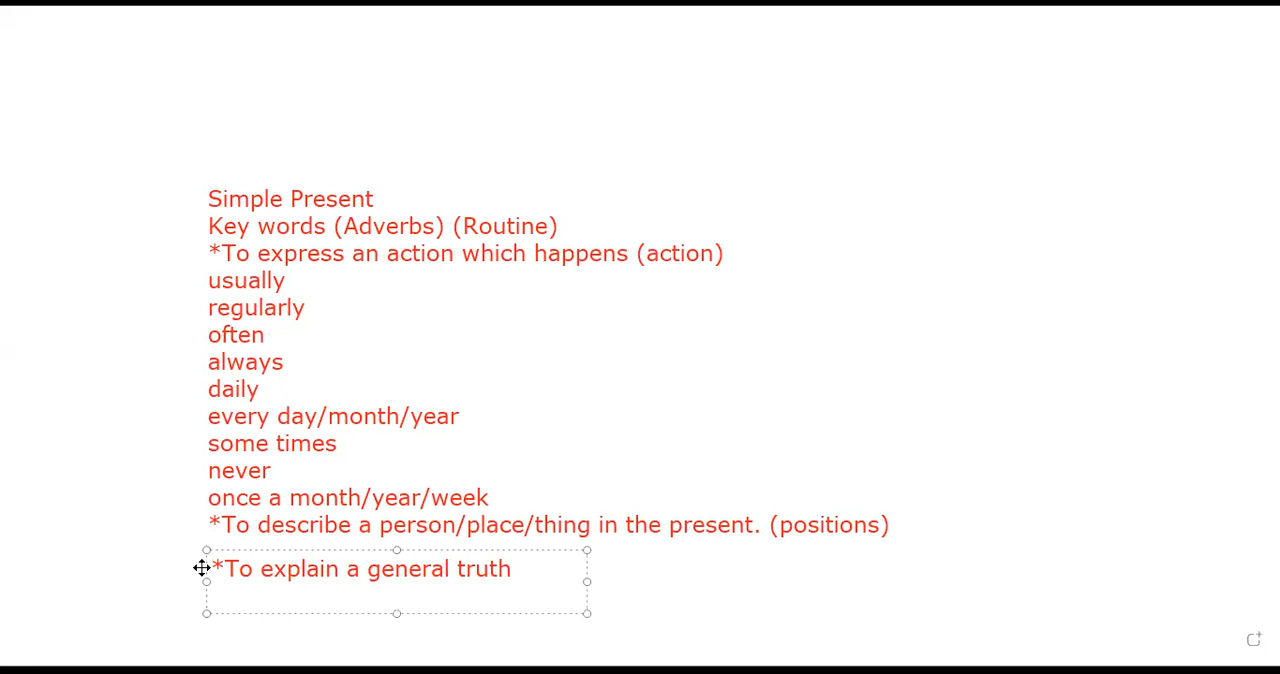 Simple Present
Key words (Adverbs) (Routine)
*To express an action which happens (action)
usually
regularly
often
always
daily
every day/month/year
some times
never
once a month/year/week
*To describe a person/place/thing in the present. (positions)
*To explain a general truth